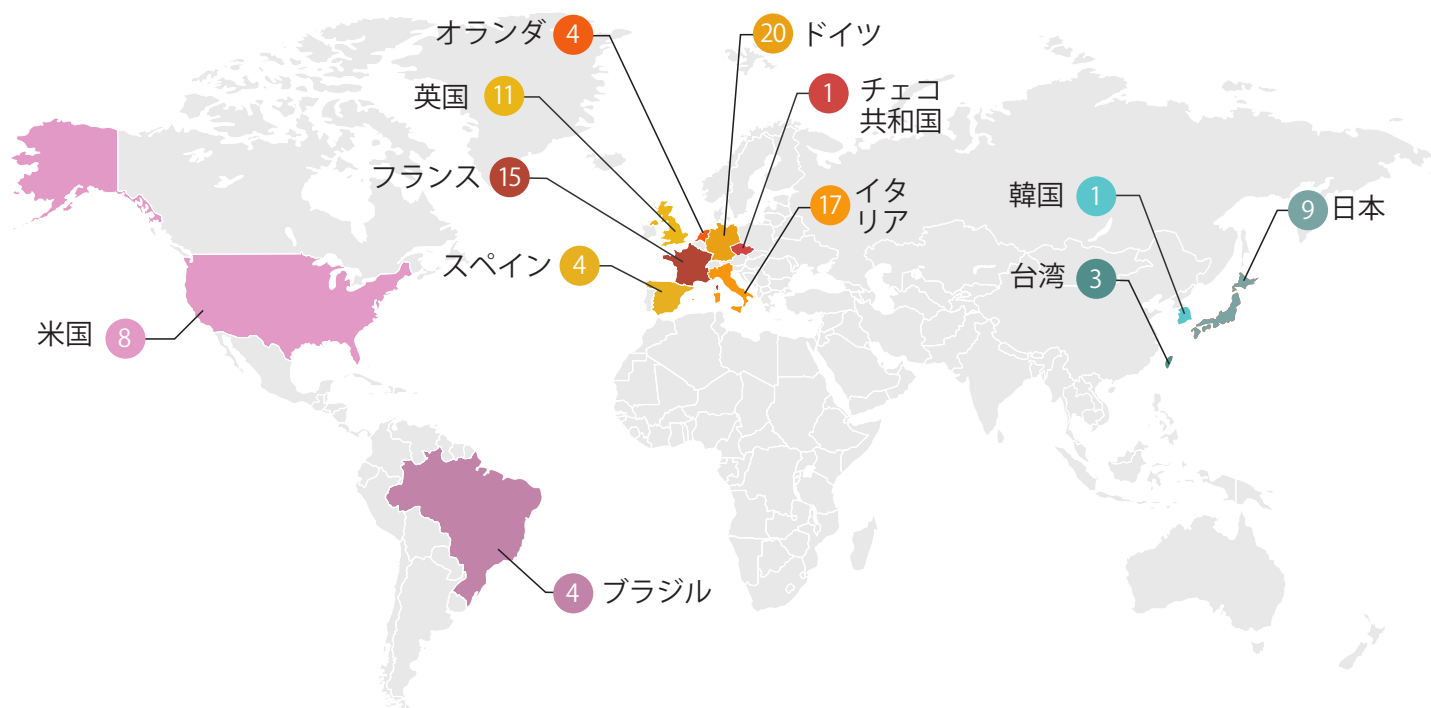 オランダ 4
20 ドイツ
英国 11
1 チェコ
共和国
フランス 15
17 イタ
リア
韓国 1
9 日本
スペイン 4
台湾 3
米国 8
4 ブラジル